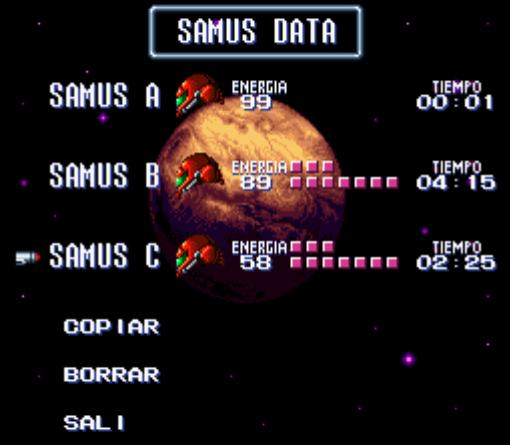 SAMUS DATA
SAMUS A ENERGIA 99 TIEMPO 00:01
SAMUS B ENERGIA 89 TIEMPO 04:15
SAMUS C ENERGIA 58 TIEMPO 02:25
COPIAR
BORRAR
SALI